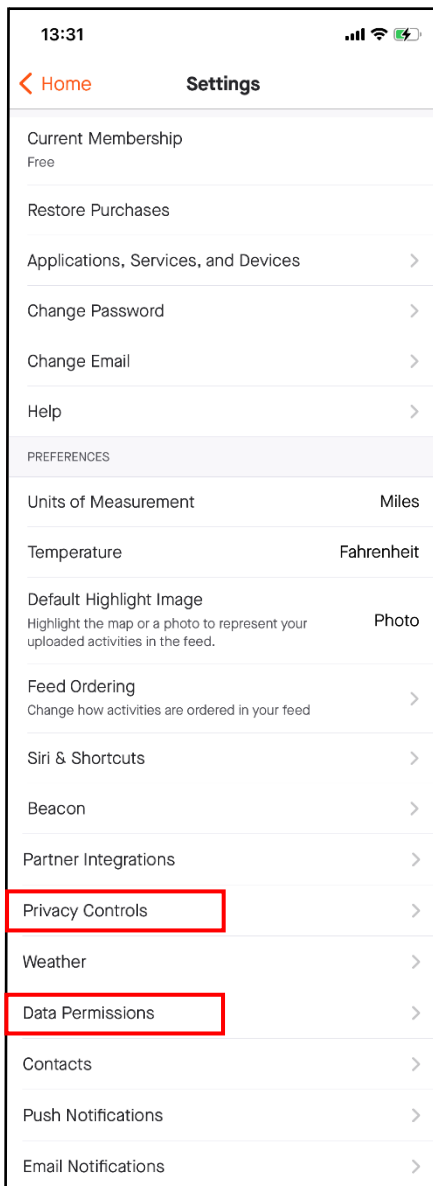 13:31
Home
Settings
Current Membership
Free
Restore Purchases
Applications, Services, and Devices
Change Password
Change Email
Help
PREFERENCES
Units of Measurement
Miles
Temperature
Fahrenheit
Default Highlight Image
Highlight the map or a photo to represent your
uploaded activities in the feed.
Photo
Feed Ordering
Change how activities are ordered in your feed
Siri & Shortcuts
Beacon
Partner Integrations
Privacy Controls
Weather
Data Permissions
Contacts
Push Notifications
Email Notifications